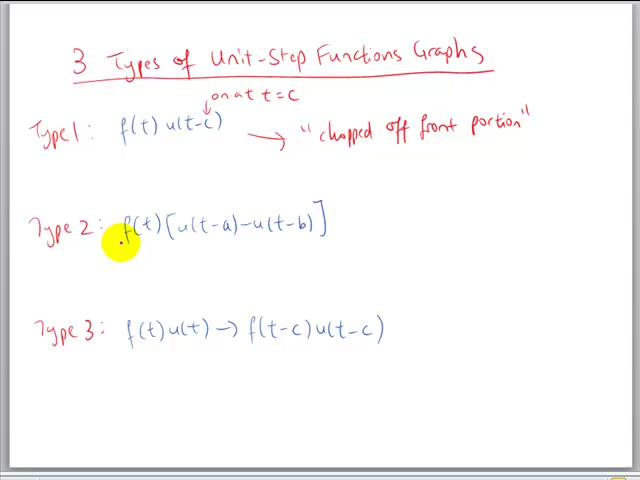 3 Types of Unit-Step Functions Graphs
on at t=c
Type 1: f(t) u(t-c) → "chopped off front portion"
Type 2: f(t)[u(t-a)-u(t-b)]
Type 3: f(t)u(t) → f(t-c)u(t-c)